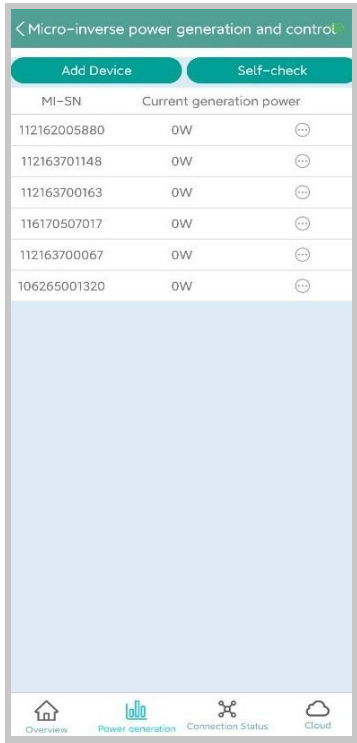 Micro-inverse power generation and control
Add Device Self-check
MI-SN Current generation power
112162005880 0W
112163701148 0W
112163700163 0W
116170507017 0W
112163700067 0W
106265001320 0W
Overview Power generation Connection Status Cloud